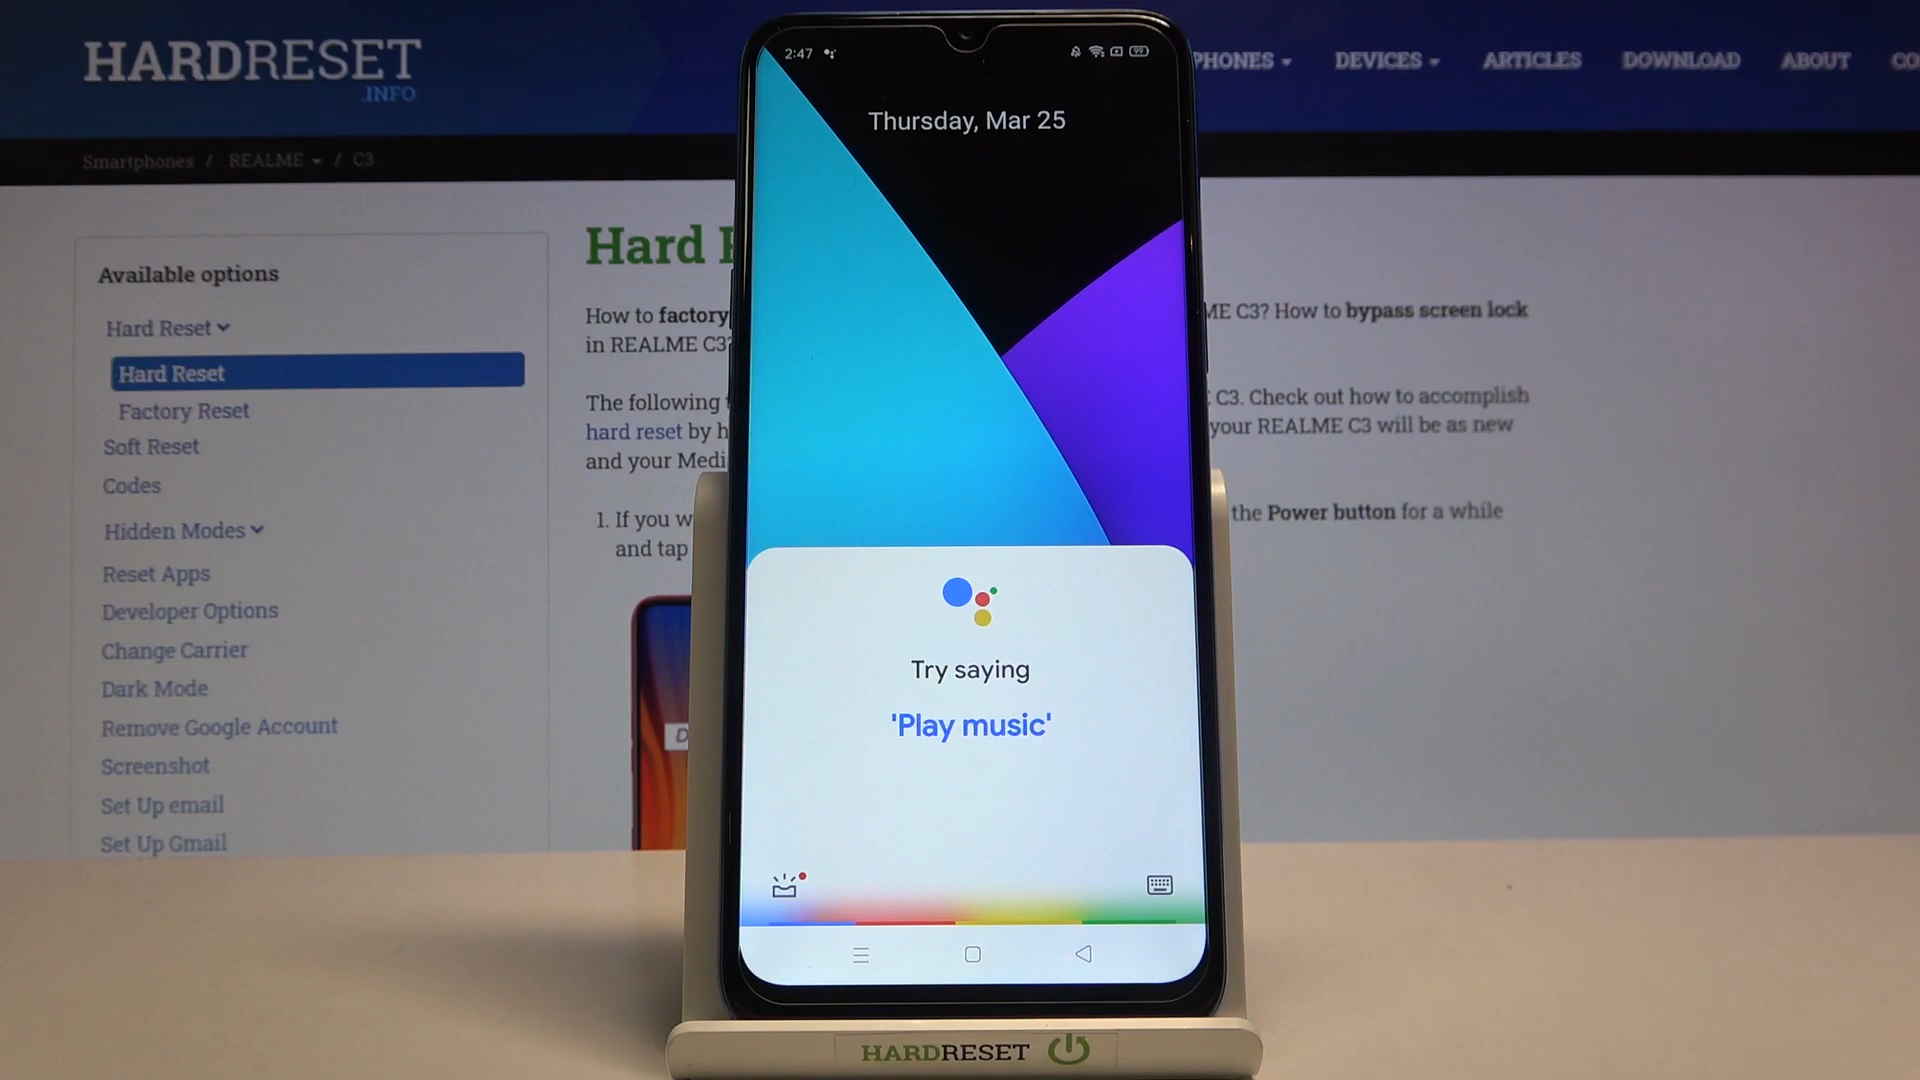 HARDRESET
.INFO
PHONES
DEVICES
ARTICLES
DOWNLOAD
ABOUT
Smartphones / REALME / C3
Available options
Hard Reset
Hard Reset
Factory Reset
Soft Reset
Codes
Hidden Modes
Reset Apps
Developer Options
Change Carrier
Dark Mode
Remove Google Account
Screenshot
Set Up email
Set Up Gmail
Hard
How to factory
in REALME C3?
The following
hard reset by
and your
1. If you
and tap
C3? How to bypass screen lock
C3. Check out how to accomplish
your REALME C3 will be as new
the Power button for a while
2:47
99
Thursday, Mar 25
Try saying
'Play music'
HARDRESET